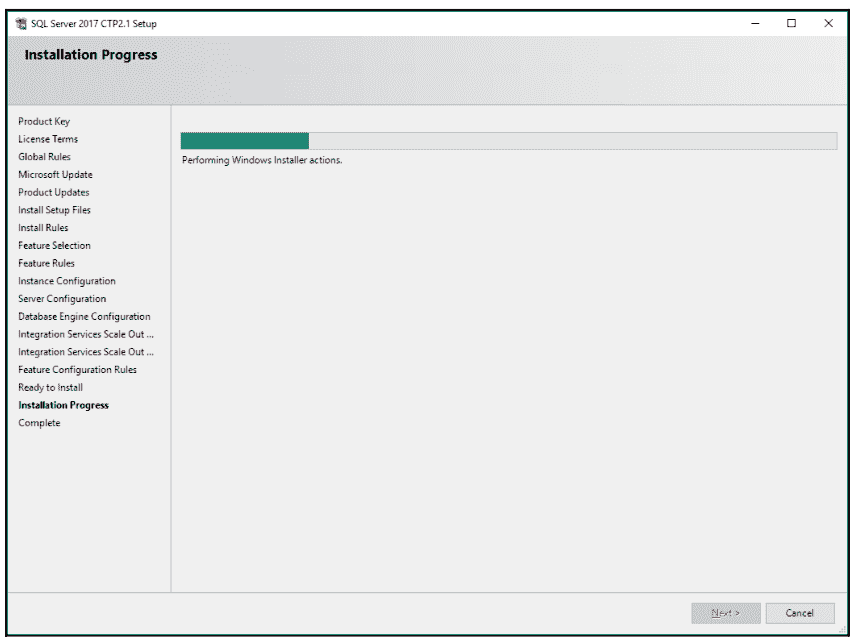 SQL Server 2017 CTP2.1 Setup
Installation Progress
Product Key
License Terms
Global Rules
Microsoft Update
Product Updates
Install Setup Files
Install Rules
Feature Selection
Feature Rules
Instance Configuration
Server Configuration
Database Engine Configuration
Integration Services Scale Out ...
Integration Services Scale Out ...
Feature Configuration Rules
Ready to Install
Installation Progress
Complete
Performing Windows Installer actions.
Next >
Cancel